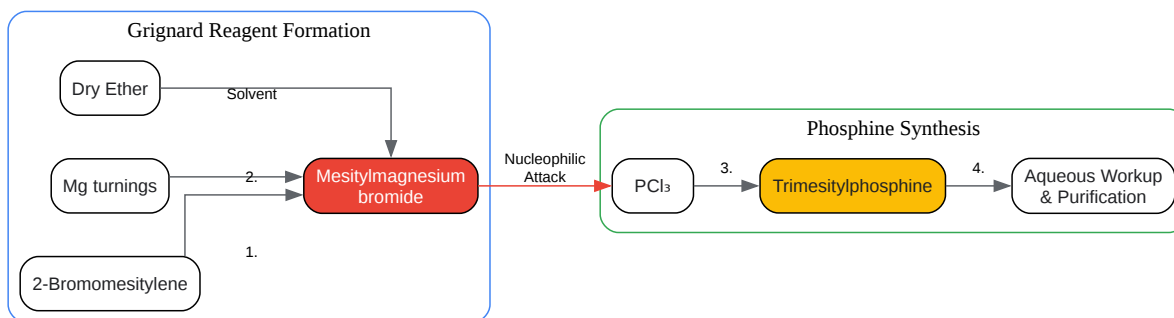 Grignard Reagent Formation
Dry Ether
Solvent
Mg turnings
2.
Mesitylmagnesium
bromide
1.
2-Bromomesitylene
Nucleophilic
Attack
Phosphine Synthesis
PCl₃
3.
Trimesitylphosphine
4.
Aqueous Workup
& Purification